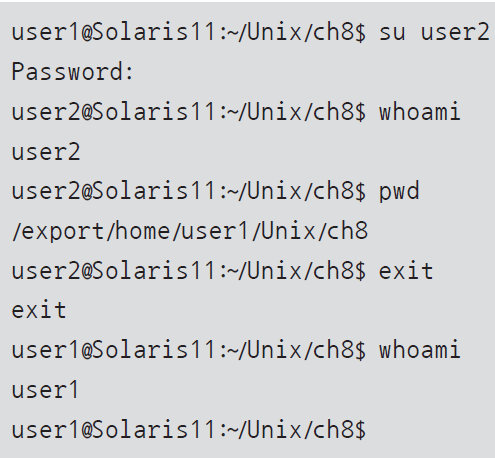 user1@Solaris11:~/Unix/ch8$ su user2
Password:
user2@Solaris11:~/Unix/ch8$ whoami
user2
user2@Solaris11:~/Unix/ch8$ pwd
/export/home/user1/Unix/ch8
user2@Solaris11:~/Unix/ch8$ exit
exit
user1@Solaris11:~/Unix/ch8$ whoami
user1
user1@Solaris11:~/Unix/ch8$